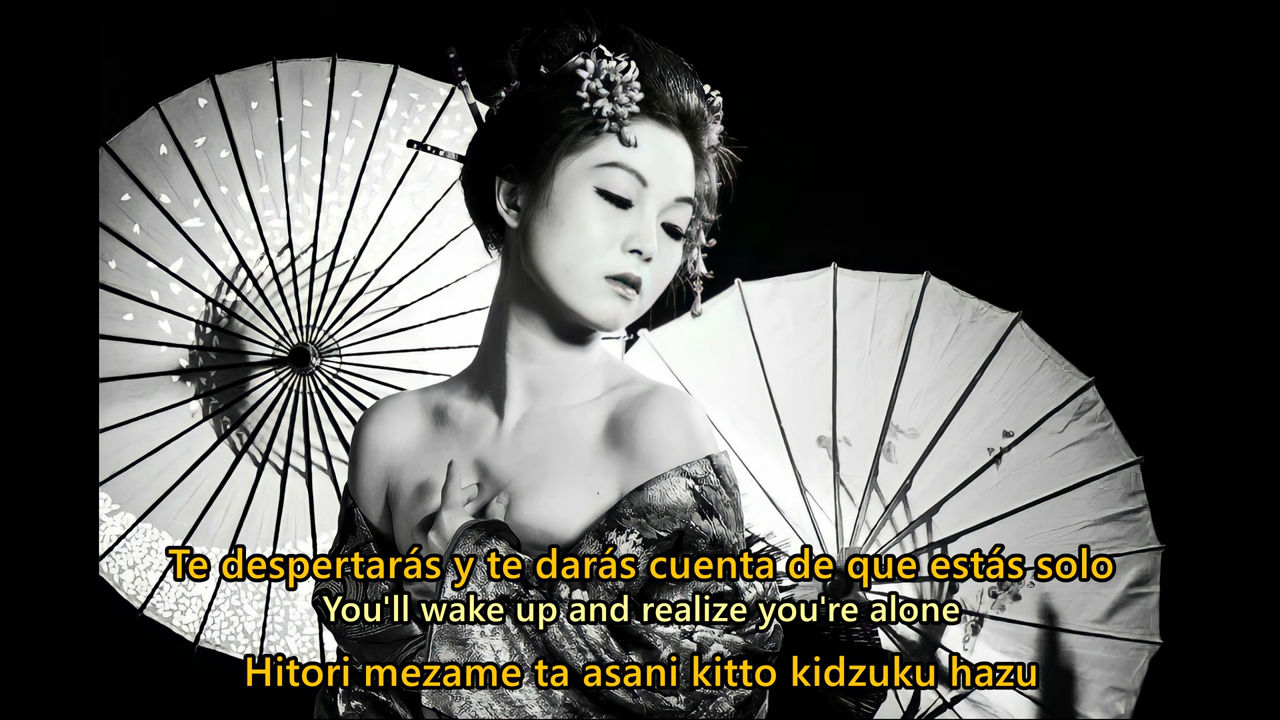 Te despertarás y te darás cuenta de que estás solo
You'll wake up and realize you're alone
Hitori mezame ta asani kitto kidzuku hazu